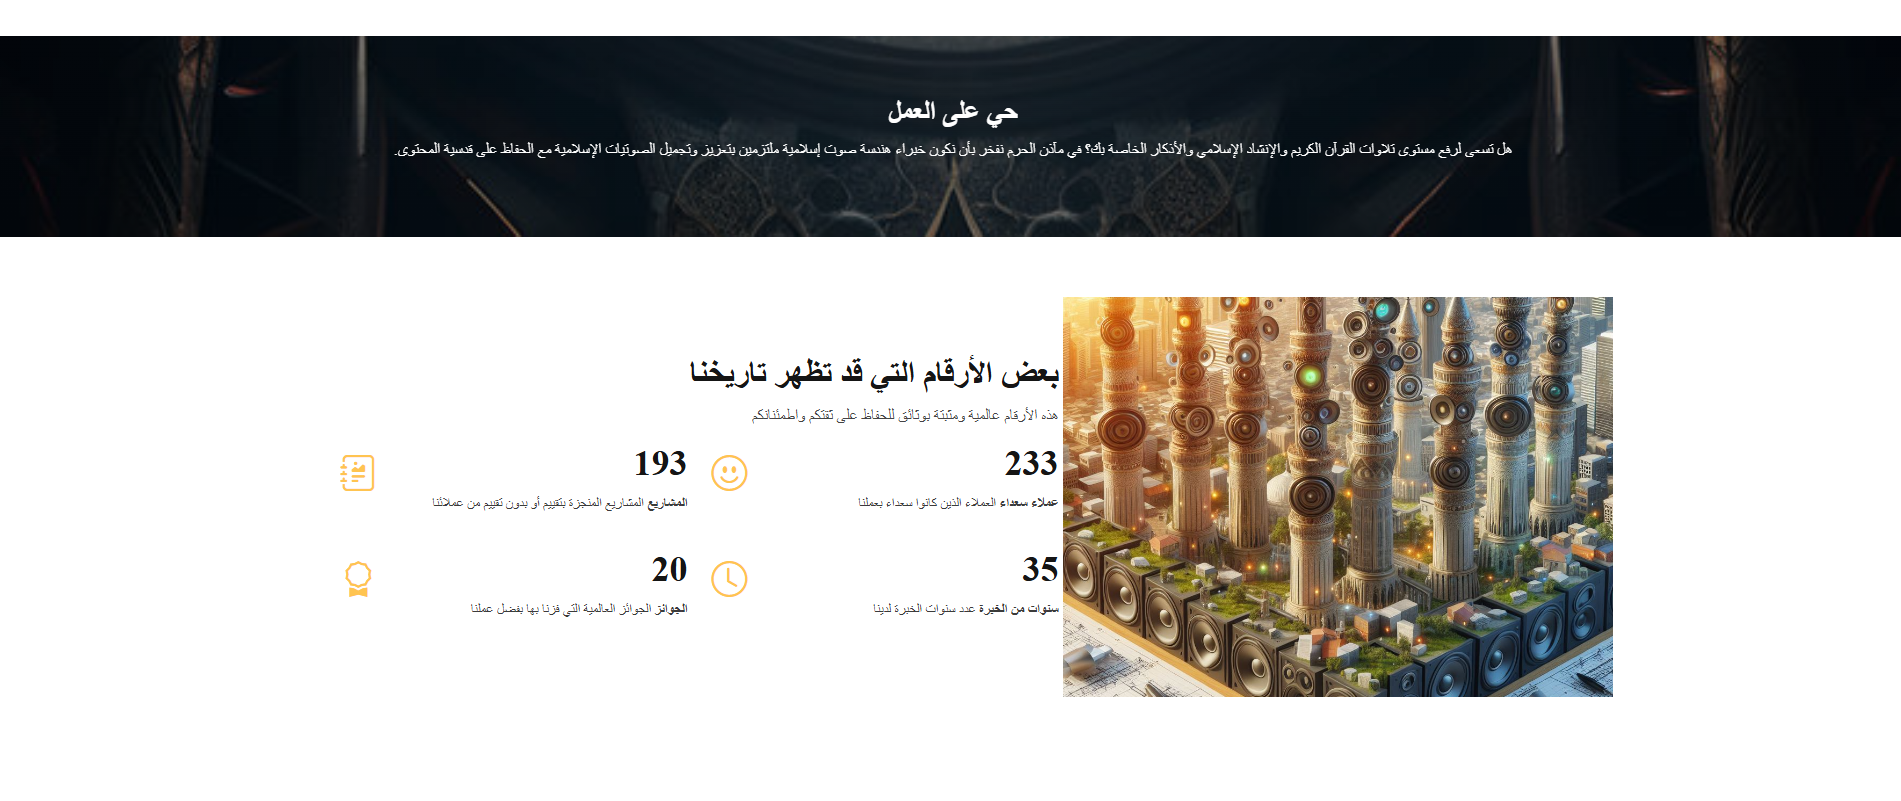 حي على العمل
هل تسعى لرفع مستوى تلاوات القرآن الكريم والإنشاد الإسلامي والأذكار الخاصة بك؟ في مآذن الحرم نفخر بأن نكون خبراء هندسة صوت إسلامية ملتزمين بتعزيز وتجميل الصوتيات الإسلامية مع الحفاظ على قدسية المحتوى.
بعض الأرقام التي قد تظهر تاريخنا
هذه الأرقام عالمية ومثبتة بوثائق للحفاظ على ثقتكم واطمئنانكم
233
عملاء سعداء العملاء الذين كانوا سعداء بعملنا
193
المشاريع المشاريع المنجزة بتقييم أو بدون تقييم من عملائنا
35
سنوات من الخبرة عدد سنوات الخبرة لدينا
20
الجوائز الجوائز العالمية التي فزنا بها بفضل عملنا